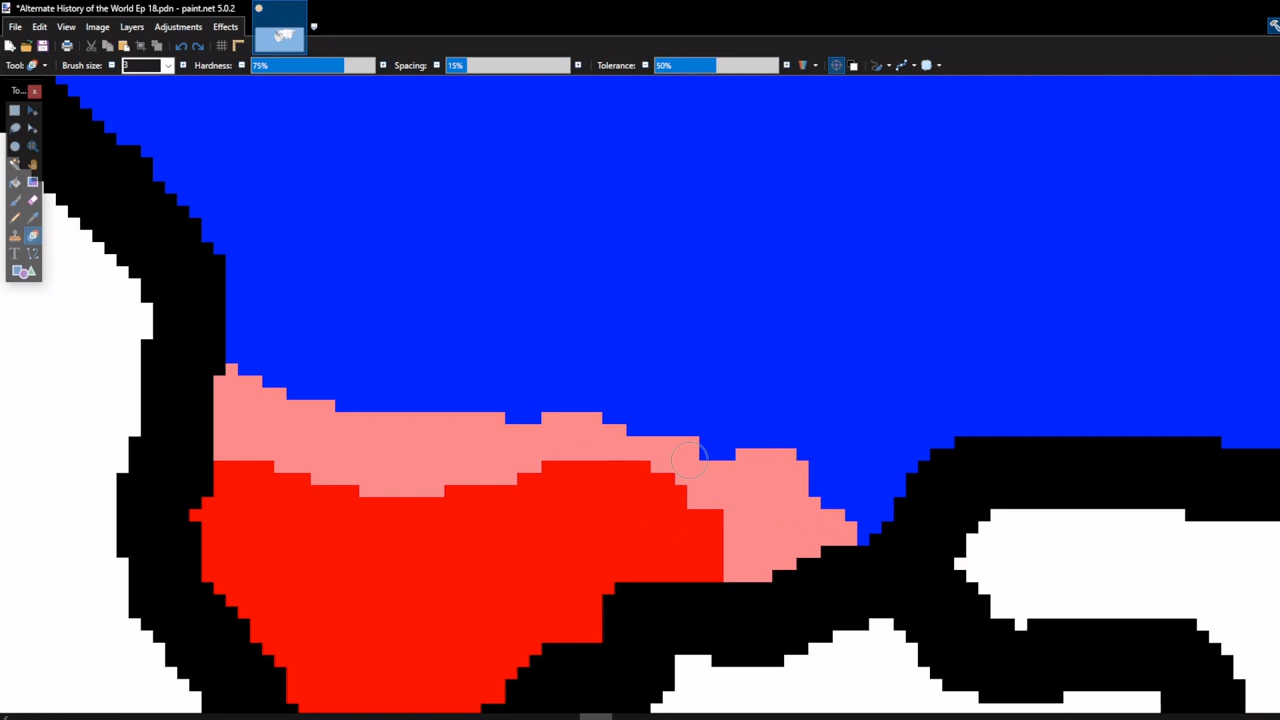 *Alternate History of the World Ep 18.pdn - paint.net 5.0.2
File Edit View Image Layers Adjustments Effects
Tool: Brush size: 3 Hardness: 75% Spacing: 15% Tolerance: 50%
To...